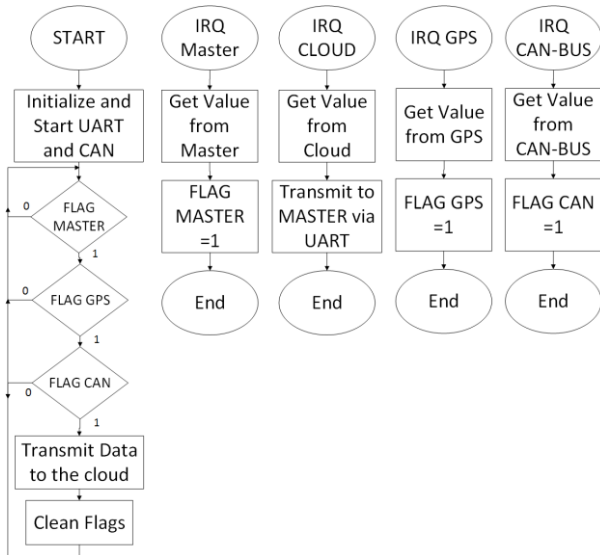 START
Initialize and
Start UART
and CAN
0
FLAG
MASTER
1
0
FLAG GPS
1
FLAG CAN
0
1
Transmit Data
to the cloud
Clean Flags
IRQ
Master
Get Value
from
Master
FLAG
MASTER
=1
End
IRQ
CLOUD
Get Value
from
Cloud
Transmit to
MASTER via
UART
End
IRQ GPS
Get Value
from GPS
FLAG GPS
=1
End
IRQ
CAN-BUS
Get Value
from
CAN-BUS
FLAG CAN
=1
End